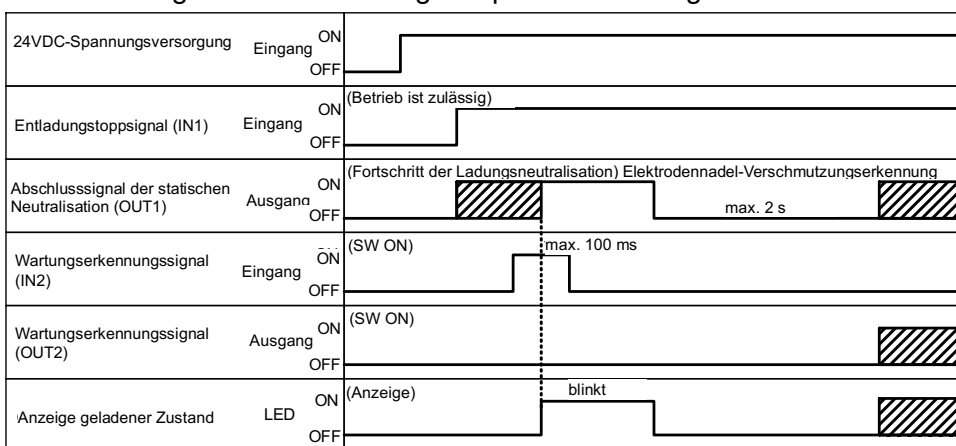 24VDC-Spannungsversorgung Eingang ON
OFF
(Betrieb ist zulässig)
Entladungstoppsignal (IN1) Eingang ON
OFF
(Fortschritt der Ladungsneutralisation) Elektrodennadel-Verschmutzungserkennung
Abschlusssignal der statischen
Neutralisation (OUT1) Ausgang ON
OFF
max. 2 s
(SW ON) max. 100 ms
Wartungserkennungssignal
(IN2) Eingang ON
OFF
(SW ON)
Wartungserkennungssignal
(OUT2) Ausgang ON
OFF
(Anzeige) blinkt
Anzeige geladener Zustand LED ON
OFF